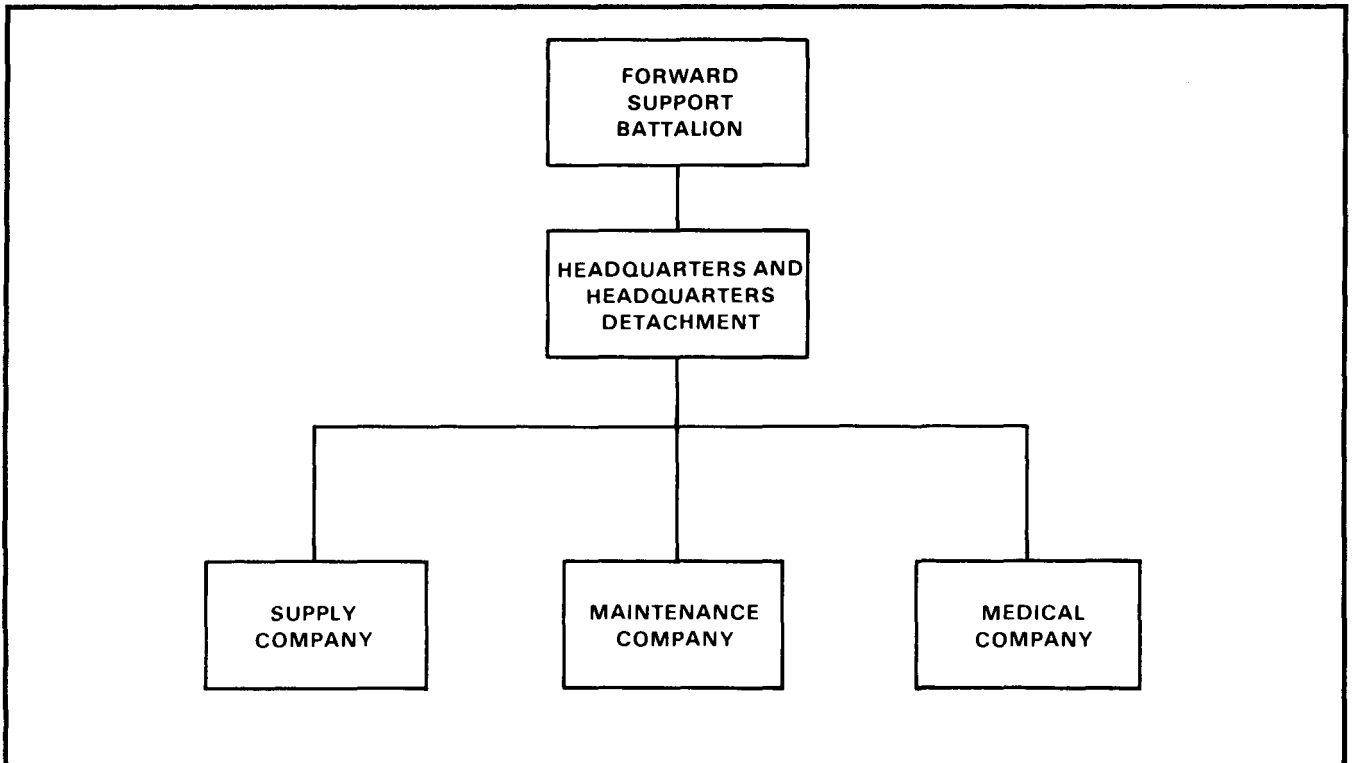 FORWARD
SUPPORT
BATTALION
HEADQUARTERS AND
HEADQUARTERS
DETACHMENT
SUPPLY
COMPANY
MAINTENANCE
COMPANY
MEDICAL
COMPANY